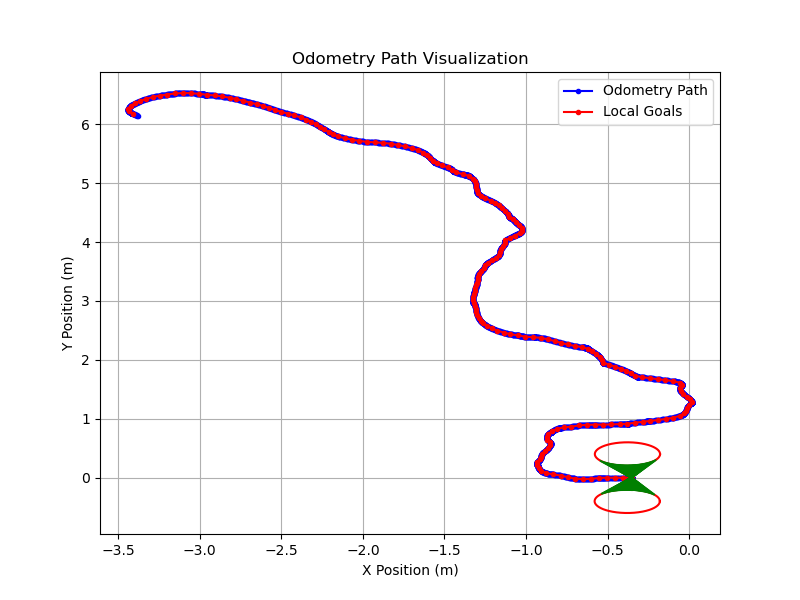 Odometry Path Visualization
Odometry Path
Local Goals
Y Position (m)
6
5
4
3
2
1
0
−3.5 −3.0 −2.5 −2.0 −1.5 −1.0 −0.5 0.0
X Position (m)